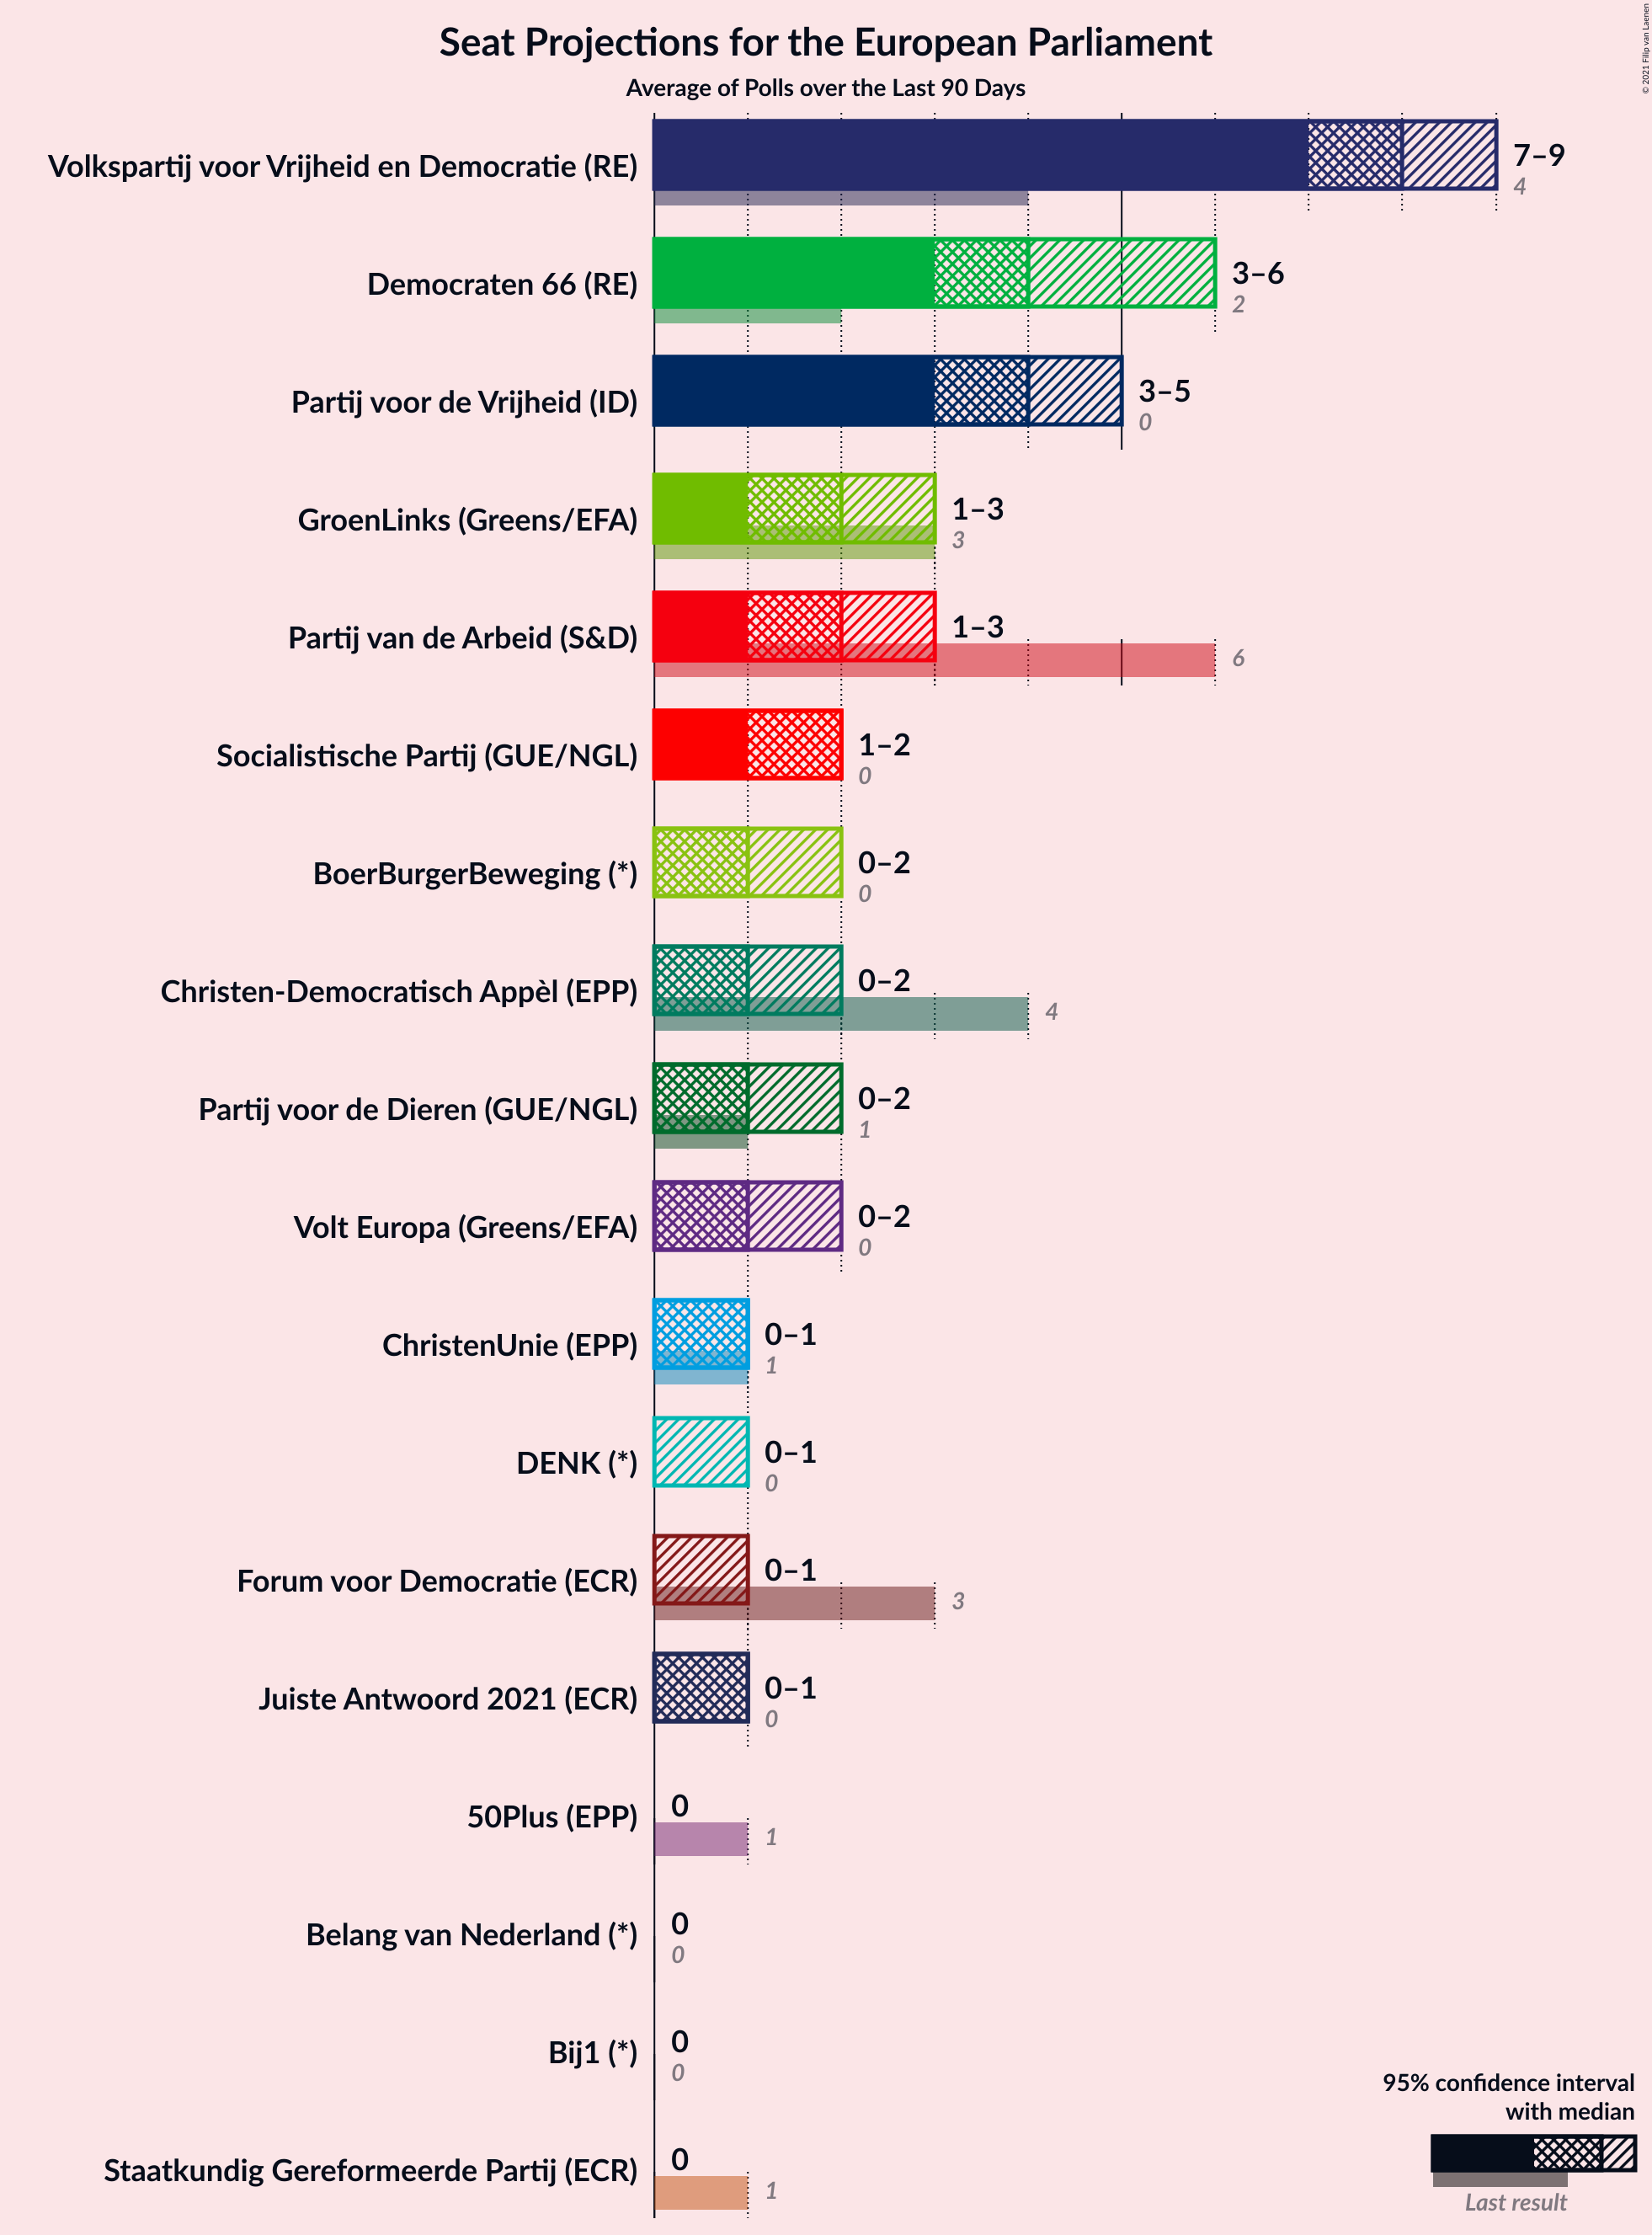 Seat Projections for the European Parliament
Average of Polls over the Last 90 Days
© 2021 Filip van Laenen
Volkspartij voor Vrijheid en Democratie (RE)
7–9
4
Democraten 66 (RE)
3–6
2
Partij voor de Vrijheid (ID)
3–5
0
GroenLinks (Greens/EFA)
1–3
3
Partij van de Arbeid (S&D)
1–3
6
Socialistische Partij (GUE/NGL)
1–2
0
BoerBurgerBeweging (*)
0–2
0
Christen-Democratisch Appèl (EPP)
0–2
4
Partij voor de Dieren (GUE/NGL)
0–2
1
Volt Europa (Greens/EFA)
0–2
0
ChristenUnie (EPP)
0–1
1
DENK (*)
0–1
0
Forum voor Democratie (ECR)
0–1
3
Juiste Antwoord 2021 (ECR)
0–1
0
50Plus (EPP)
0
1
Belang van Nederland (*)
0
0
Bij1 (*)
0
0
Staatkundig Gereformeerde Partij (ECR)
0
1
95% confidence interval
with median
Last result